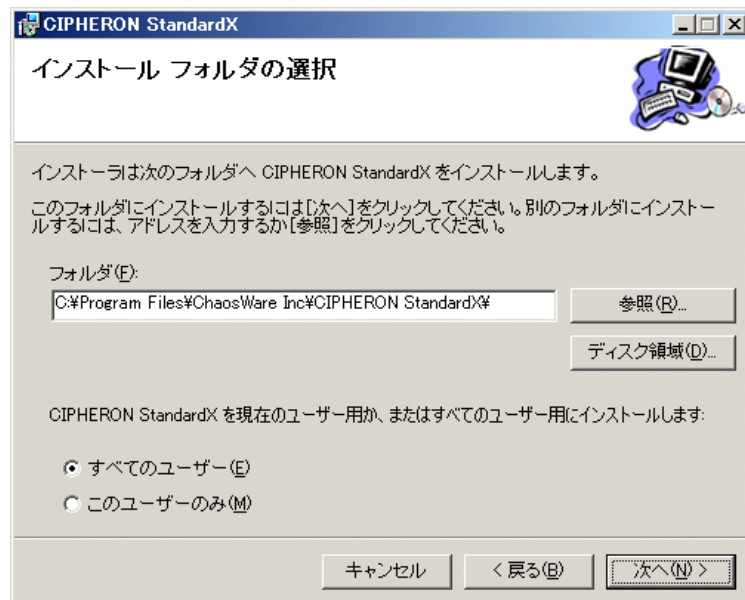 CIPHERON StandardX
インストール フォルダの選択
インストーラは次のフォルダへ CIPHERON StandardX をインストールします。
このフォルダにインストールするには[次へ]をクリックしてください。別のフォルダにインストー
ルするには、アドレスを入力するか[参照]をクリックしてください。
フォルダ(F):
C:¥Program Files¥ChaosWare Inc¥CIPHERON StandardX¥
参照(R)...
ディスク領域(D)...
CIPHERON StandardX を現在のユーザー用か、またはすべてのユーザー用にインストールします:
すべてのユーザー(E)
このユーザーのみ(M)
キャンセル
< 戻る(B)
次へ(N) >